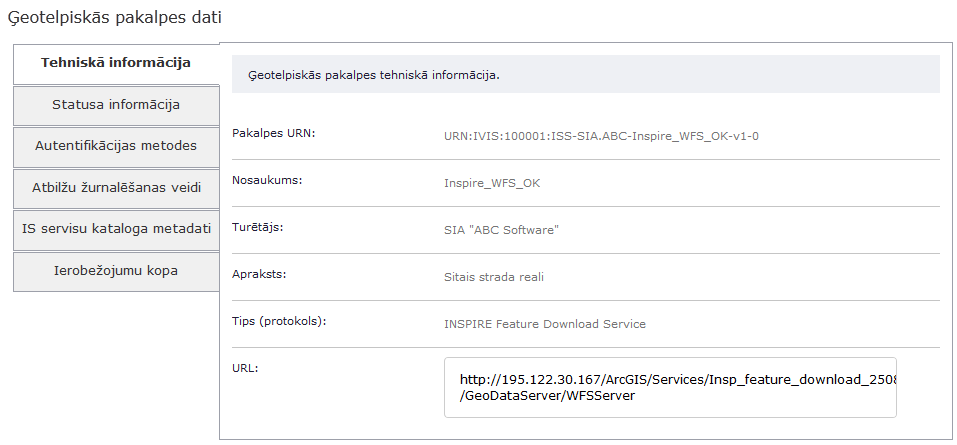 Ģeotelpiskās pakalpes dati
Tehniskā informācija
Statusa informācija
Autentifikācijas metodes
Atbilžu žurnalēšanas veidi
IS servisu kataloga metadati
Ierobežojumu kopa
Ģeotelpiskās pakalpes tehniskā informācija.
Pakalpes URN: URN:IVIS:100001:ISS-SIA.ABC-Inspire_WFS_OK-v1-0
Nosaukums: Inspire_WFS_OK
Turētājs: SIA "ABC Software"
Apraksts: Sitais strada reali
Tips (protokols): INSPIRE Feature Download Service
URL: http://195.122.30.167/ArcGIS/Services/Insp_feature_download_250
/GeoDataServer/WFSServer